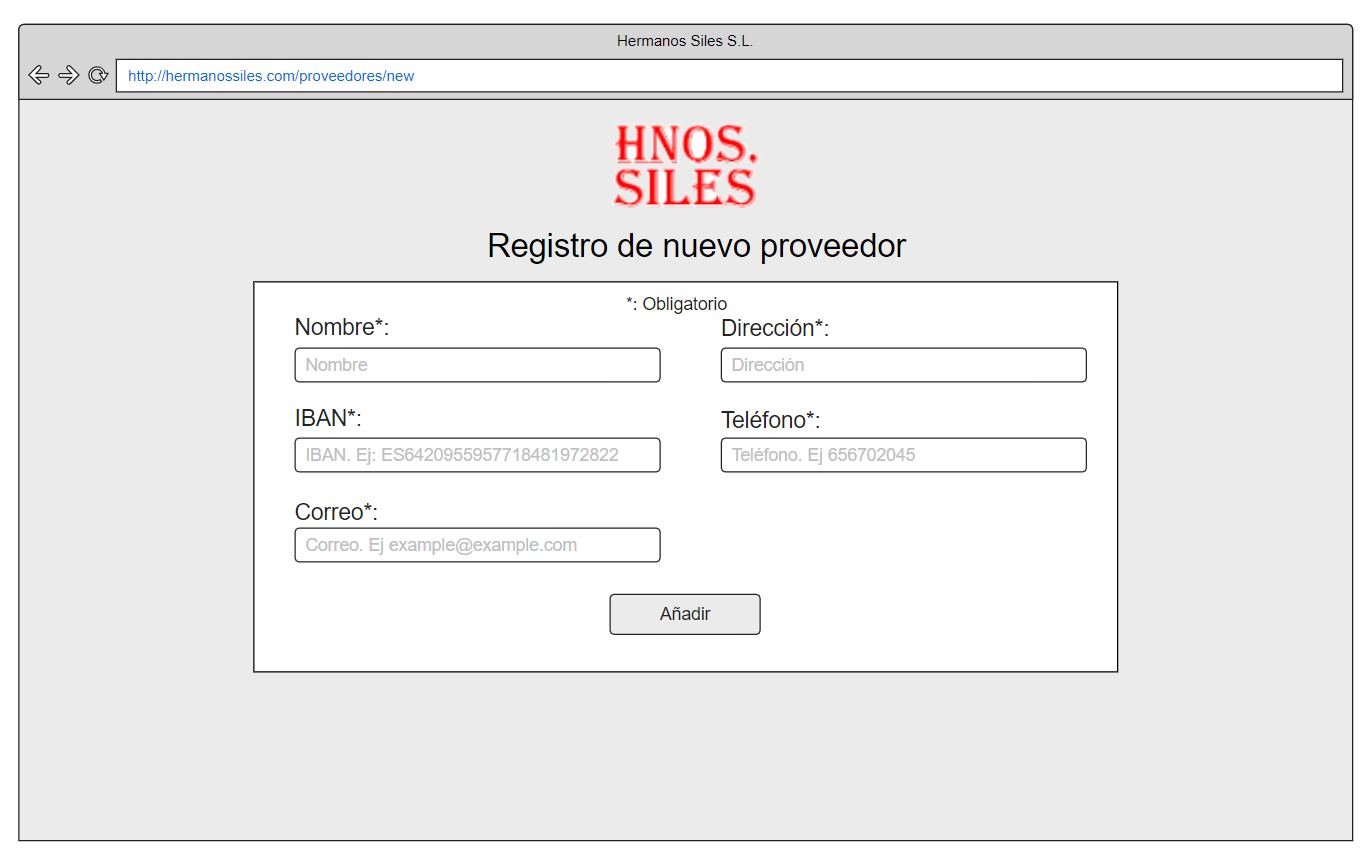 Hermanos Siles S.L.
http://hermanossiles.com/proveedores/new
HNOS.
SILES
Registro de nuevo proveedor
*: Obligatorio
Nombre*:
Dirección*:
Nombre
Dirección
IBAN*:
Teléfono*:
IBAN. Ej: ES6420955957718481972822
Teléfono. Ej 656702045
Correo*:
Correo. Ej example@example.com
Añadir